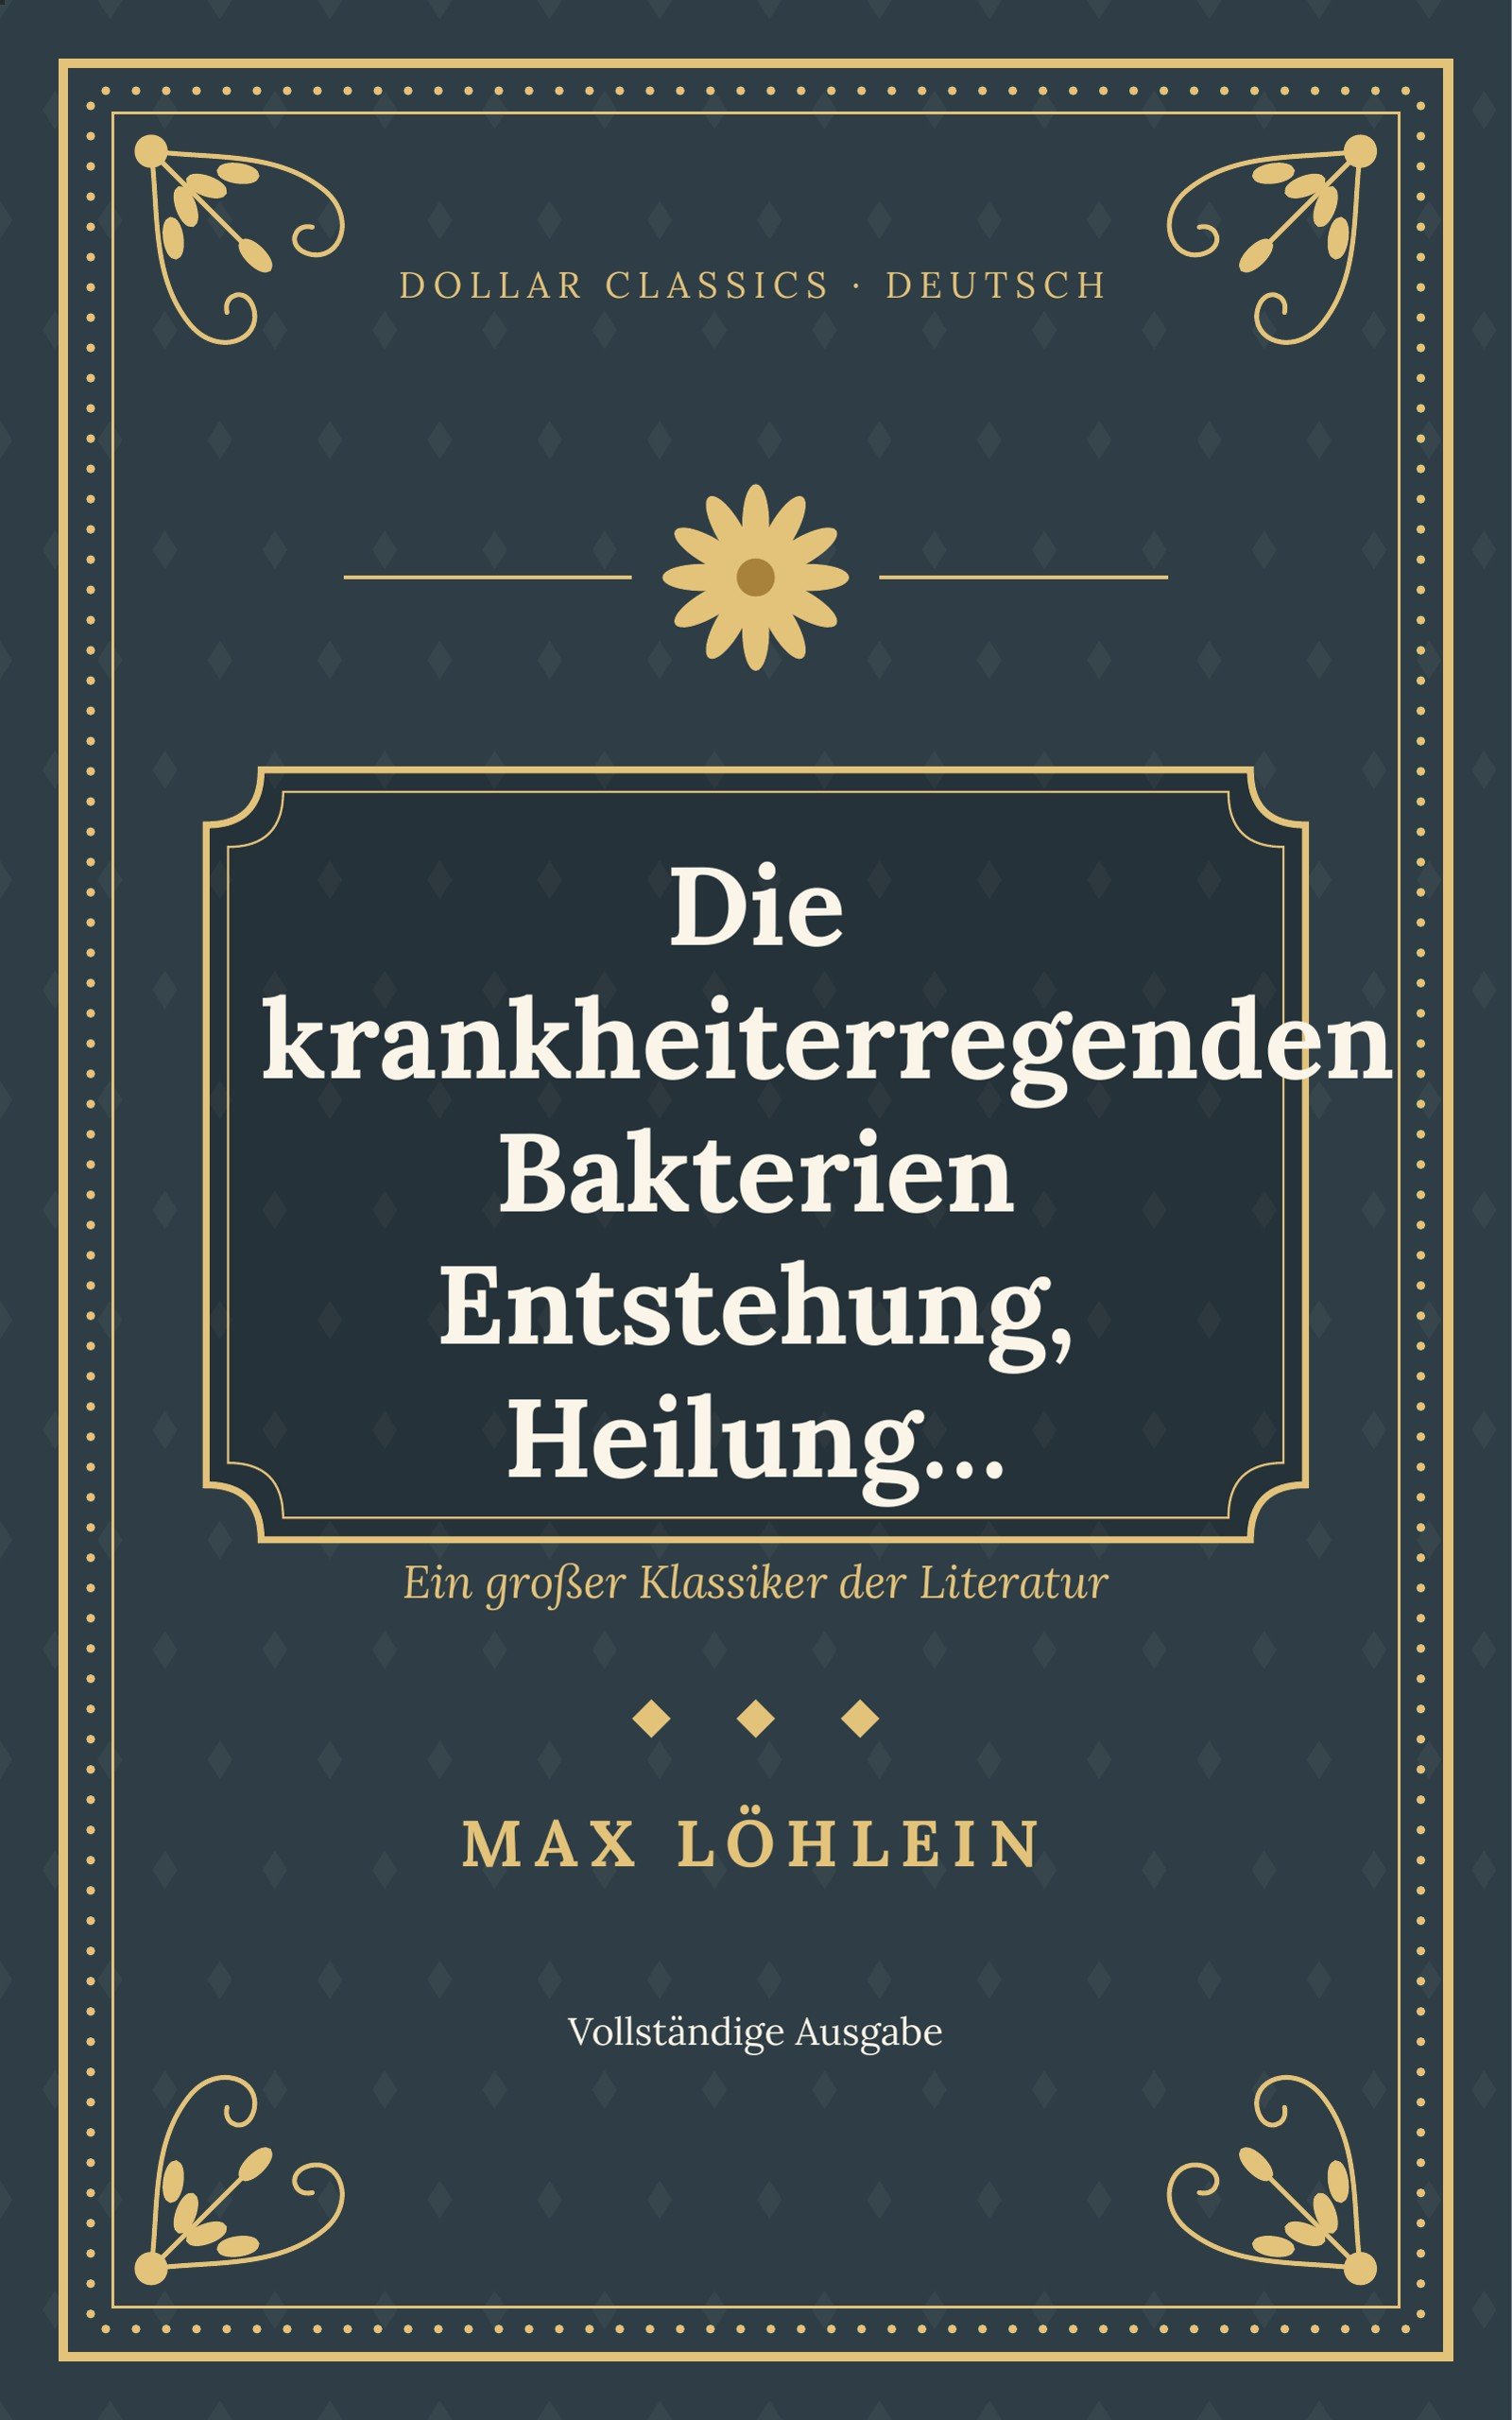 DOLLAR CLASSICS · DEUTSCH
Die
krankheiterregenden
Bakterien
Entstehung,
Heilung...
Ein großer Klassiker der Literatur
MAX LÖHLEIN
Vollständige Ausgabe